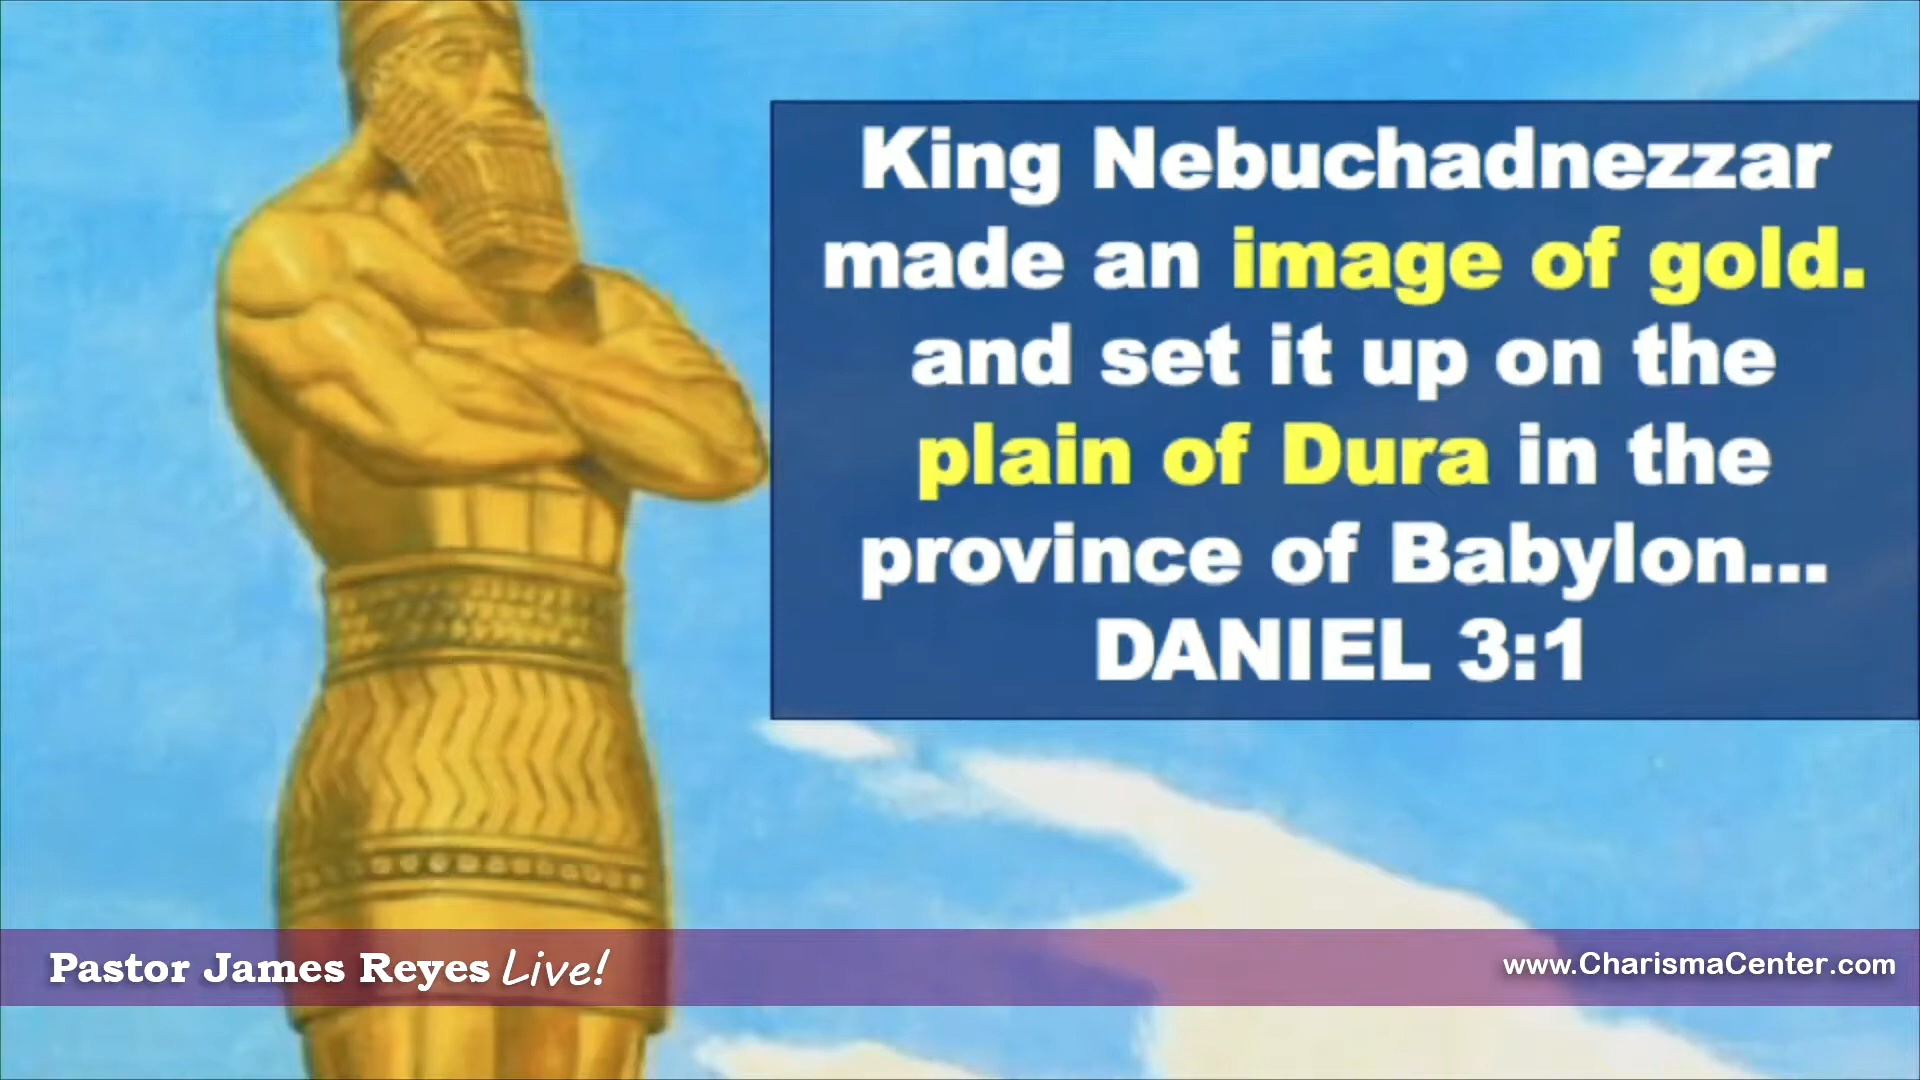 King Nebuchadnezzar
made an image of gold.
and set it up on the
plain of Dura in the
province of Babylon...
DANIEL 3:1
Pastor James Reyes Live!
www.CharismaCenter.com